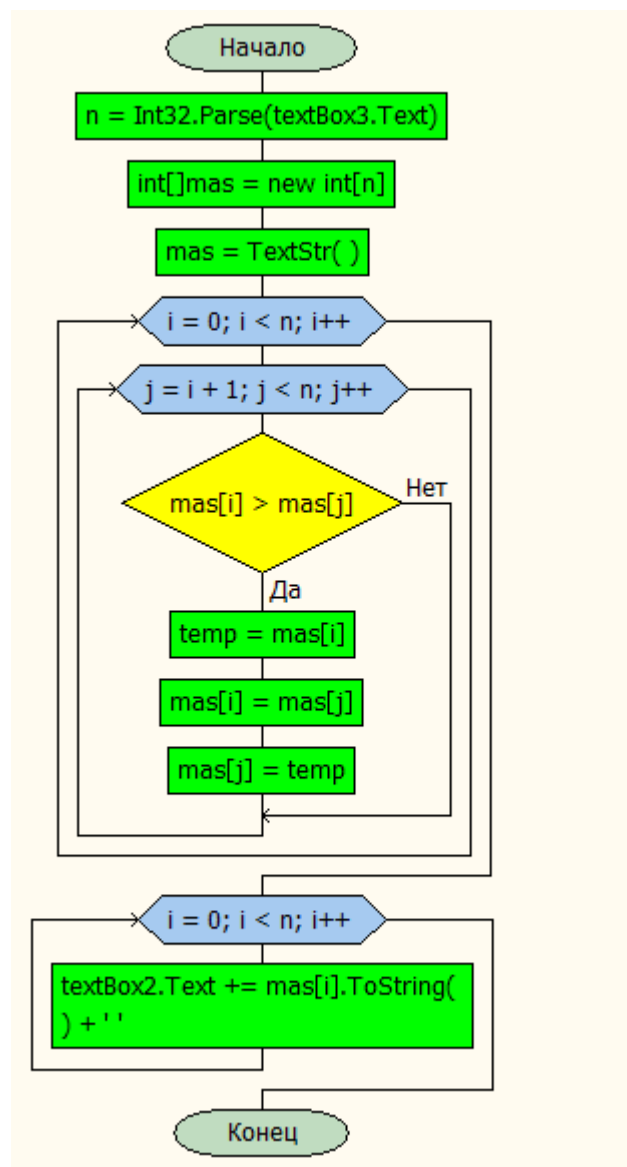 Начало
n = Int32.Parse(textBox3.Text)
int[]mas = new int[n]
mas = TextStr( )
i = 0; i < n; i++
j = i + 1; j < n; j++
mas[i] > mas[j]
Нет
Да
temp = mas[i]
mas[i] = mas[j]
mas[j] = temp
i = 0; i < n; i++
textBox2.Text += mas[i].ToString(
) + ' '
Конец